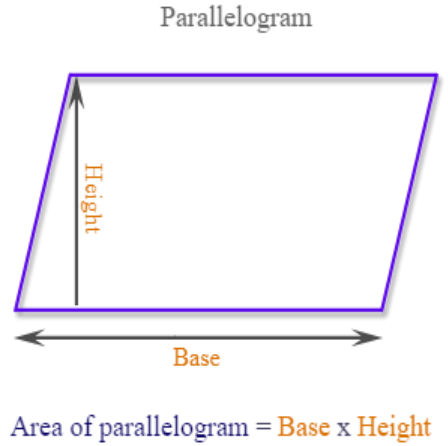 Parallelogram
Height
Base
Area of parallelogram = Base x Height